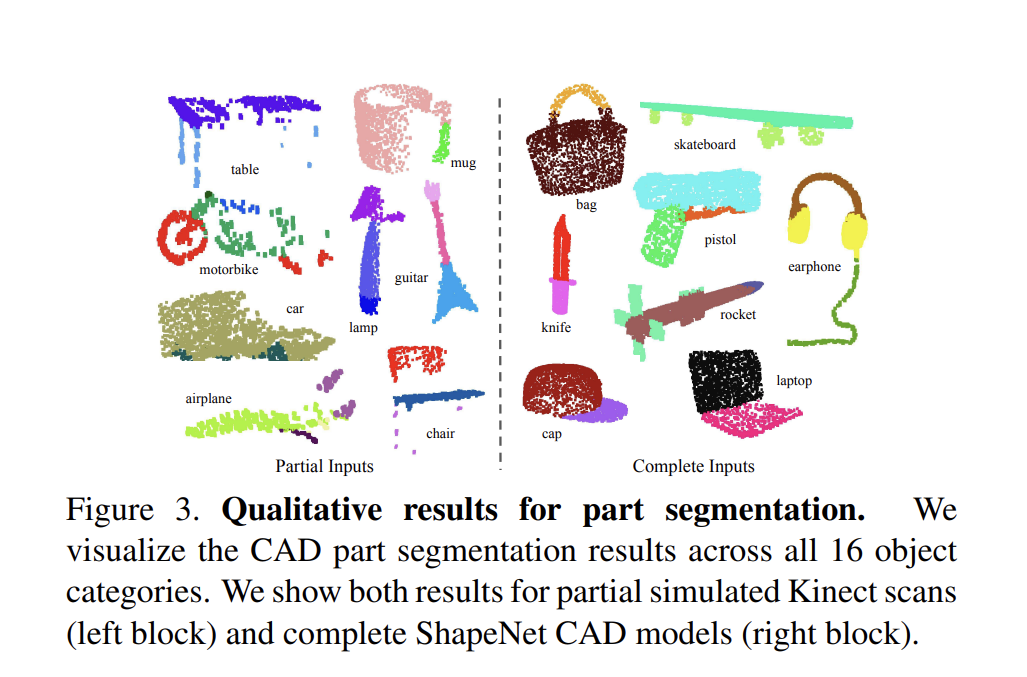 table
mug
motorbike
guitar
car
lamp
airplane
chair
Partial Inputs
bag
skateboard
pistol
earphone
knife
rocket
laptop
cap
Complete Inputs
Figure 3. Qualitative results for part segmentation. We
visualize the CAD part segmentation results across all 16 object
categories. We show both results for partial simulated Kinect scans
(left block) and complete ShapeNet CAD models (right block).